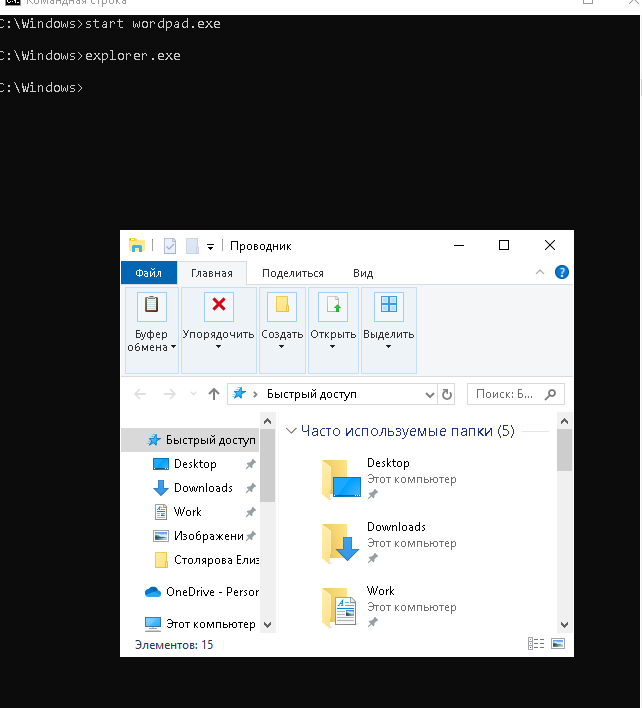 Командная строка
C:\Windows>start wordpad.exe
C:\Windows>explorer.exe
C:\Windows>
Проводник
Файл Главная Поделиться Вид
Буфер обмена
Упорядочить
Создать
Открыть
Выделить
Быстрый доступ
Поиск: Б...
Быстрый доступ
Desktop
Downloads
Work
Изображени
Столярова Елиз
OneDrive - Person
Этот компьютер
Часто используемые папки (5)
Desktop
Этот компьютер
Downloads
Этот компьютер
Work
Этот компьютер
Элементов: 15